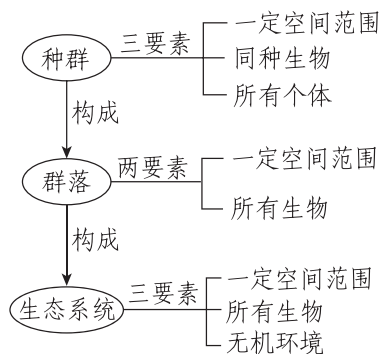 一定空间范围
种群 三要素 同种生物
所有个体
构成
一定空间范围
群落 两要素
所有生物
构成
一定空间范围
生态系统 三要素 所有生物
无机环境